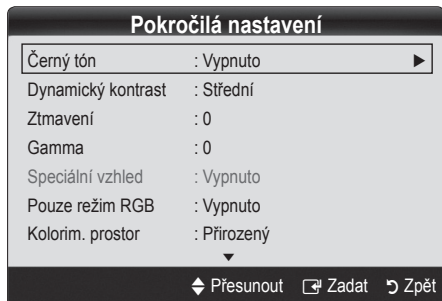 Pokročilá nastavení
Černý tón : Vypnuto
Dynamický kontrast : Střední
Ztmavení : 0
Gamma : 0
Speciální vzhled : Vypnuto
Pouze režim RGB : Vypnuto
Kolorim. prostor : Přirozený
Přesunout Zadat Zpět